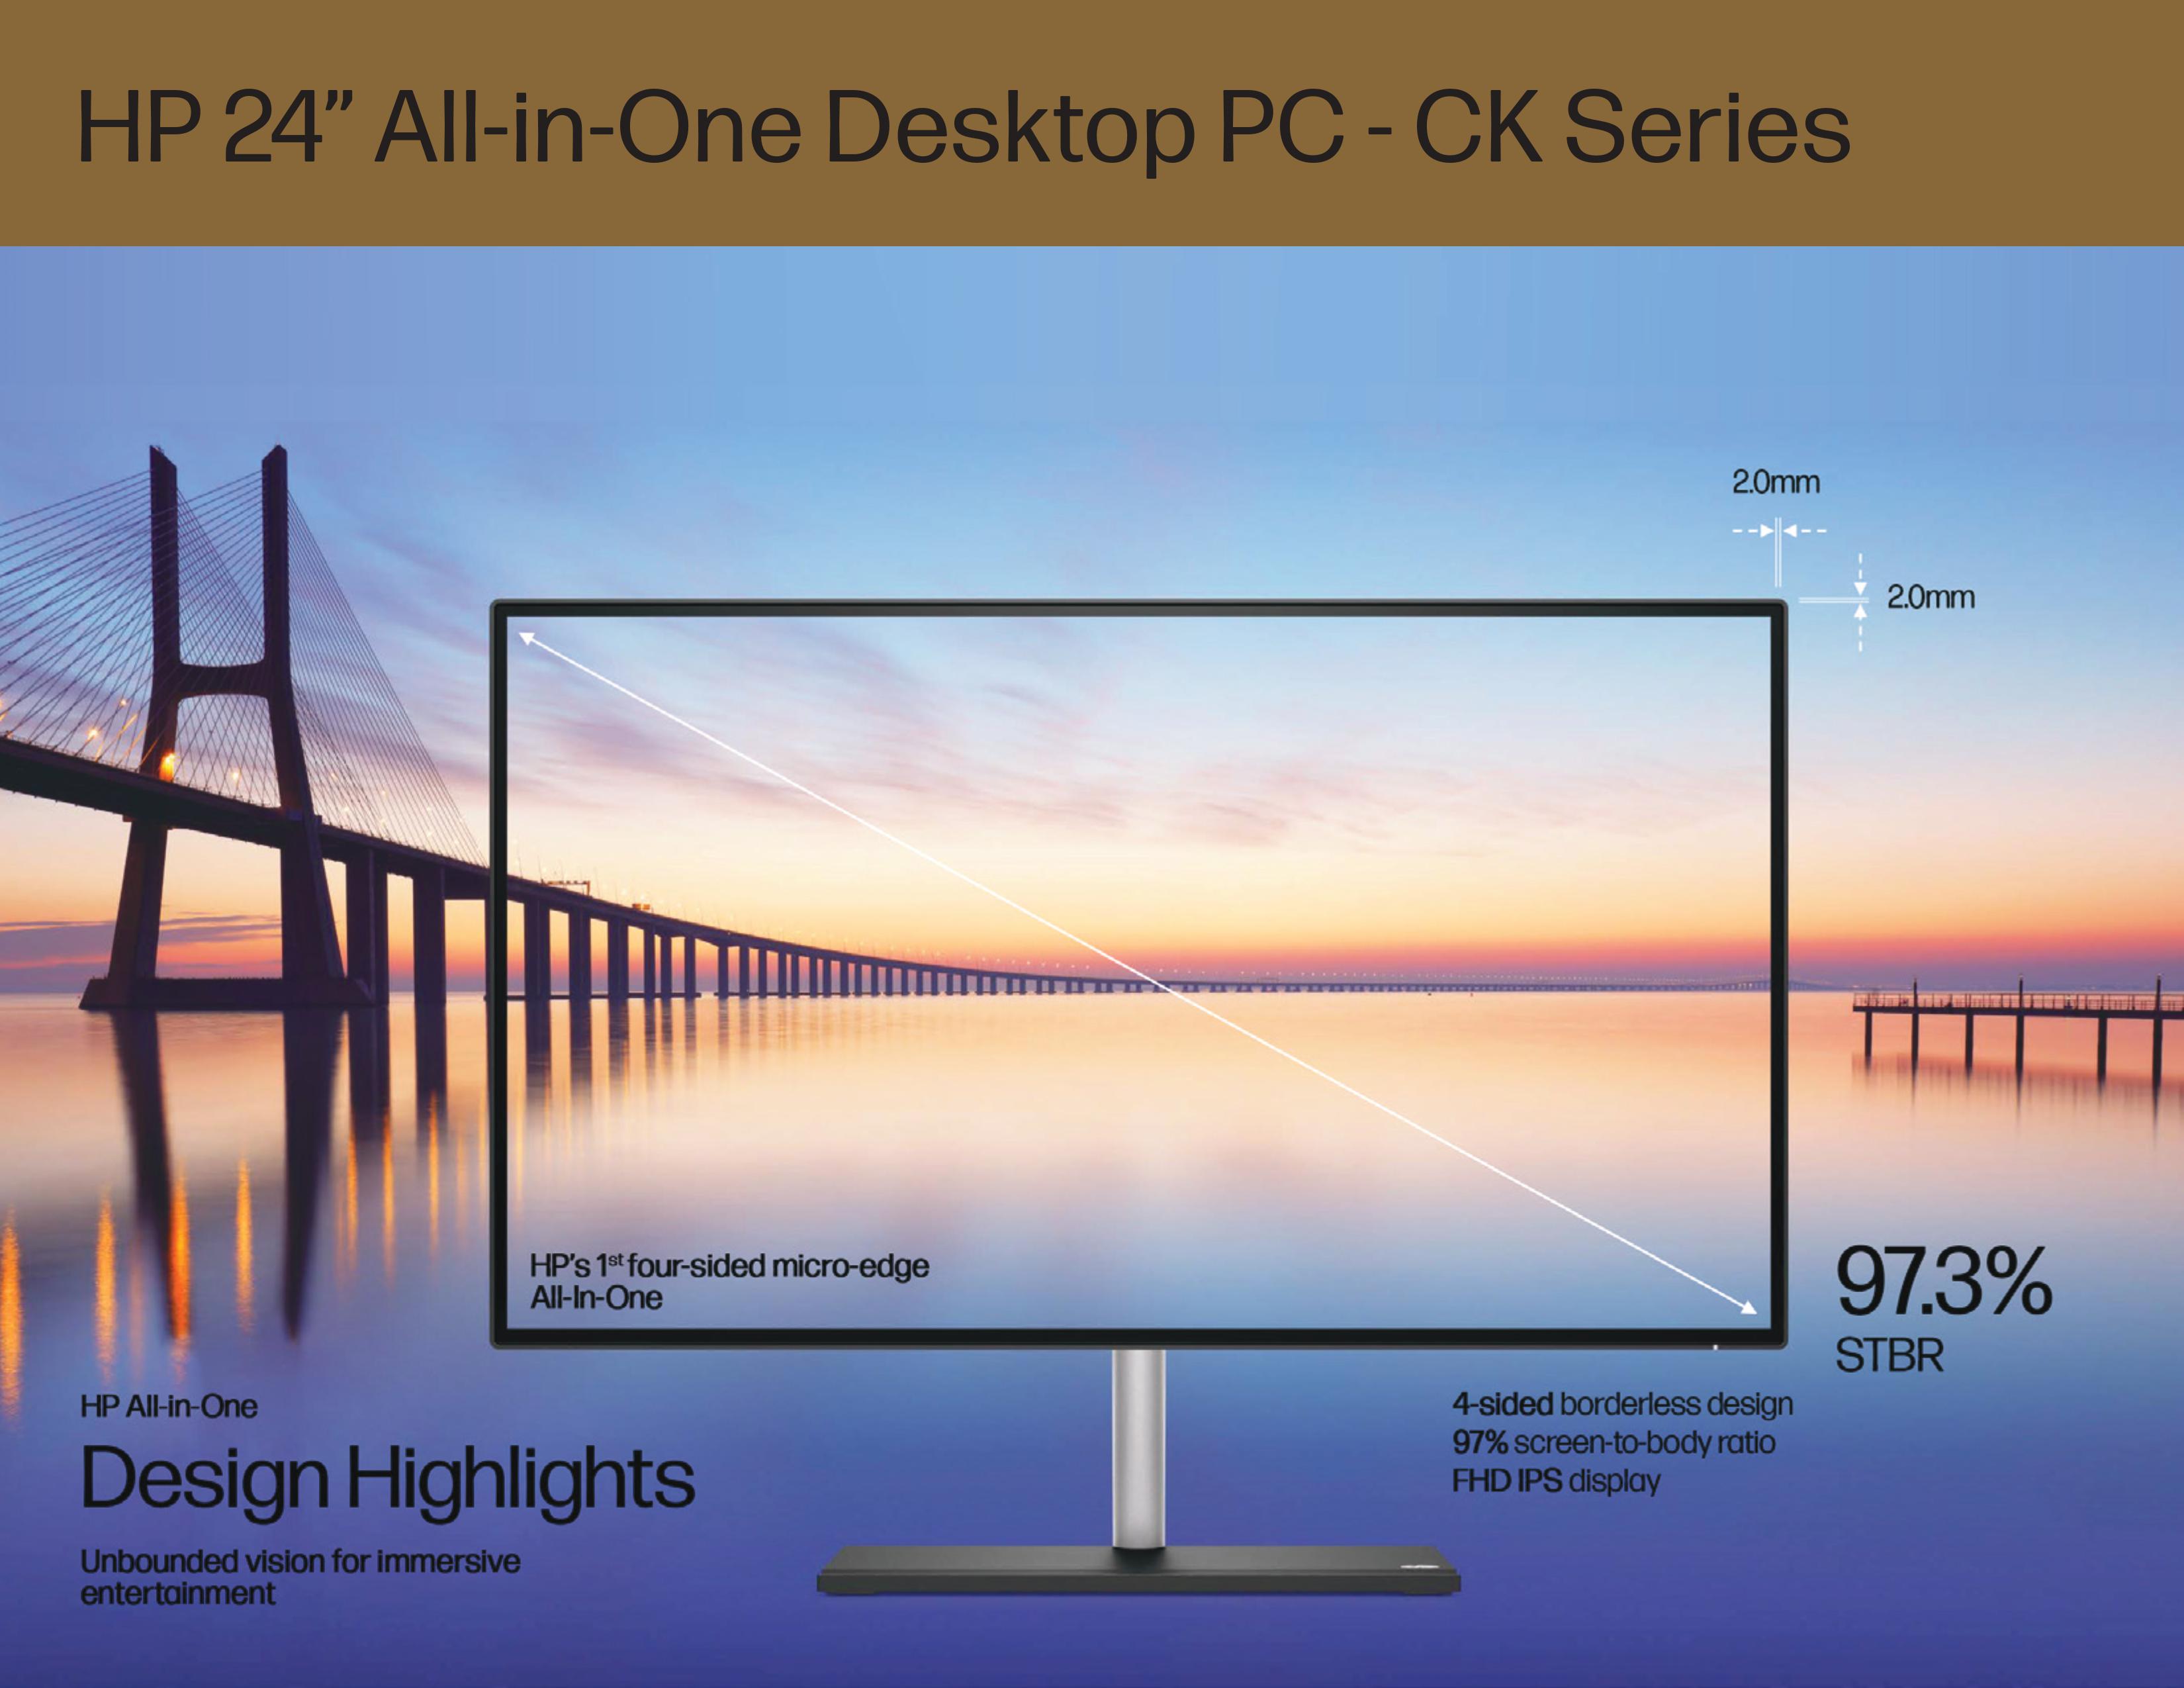 HP 24” All-in-One Desktop PC - CK Series
2.0mm
2.0mm
HP’s 1st four-sided micro-edge
All-In-One
97.3%
STBR
HP All-in-One
Design Highlights
Unbounded vision for immersive
entertainment
4-sided borderless design
97% screen-to-body ratio
FHD IPS display